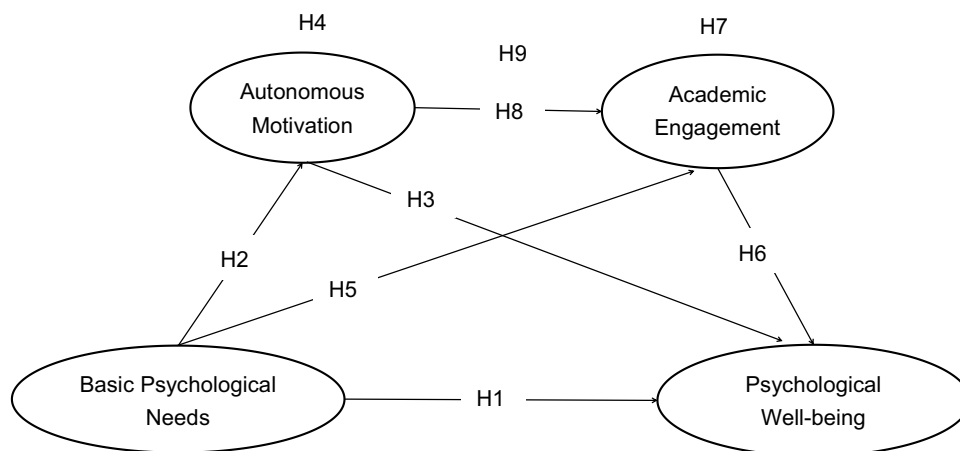 H4
H7
H9
Autonomous
Motivation
H8
Academic
Engagement
H3
H2
H6
H5
Basic Psychological
Needs
H1
Psychological
Well-being